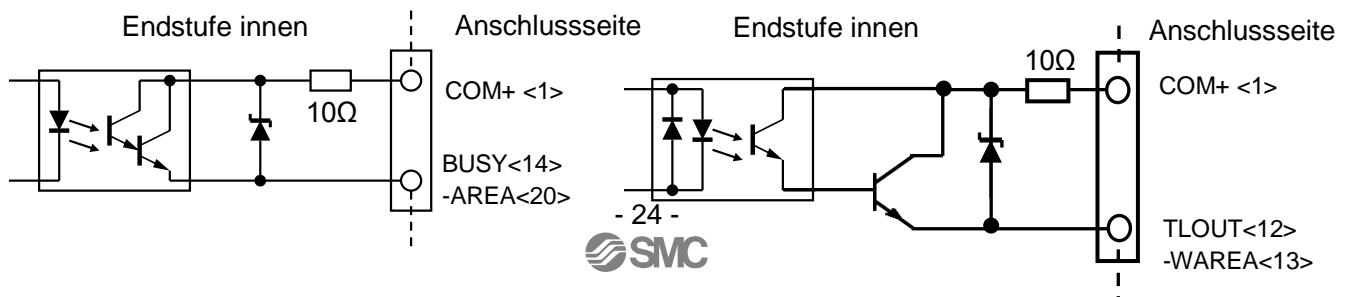 Endstufe innen
Anschlussseite
10Ω
COM+ <1>
BUSY<14>
-AREA<20>
Endstufe innen
Anschlussseite
10Ω
COM+ <1>
TLOUT<12>
-WAREA<13>
- 24 -
SMC